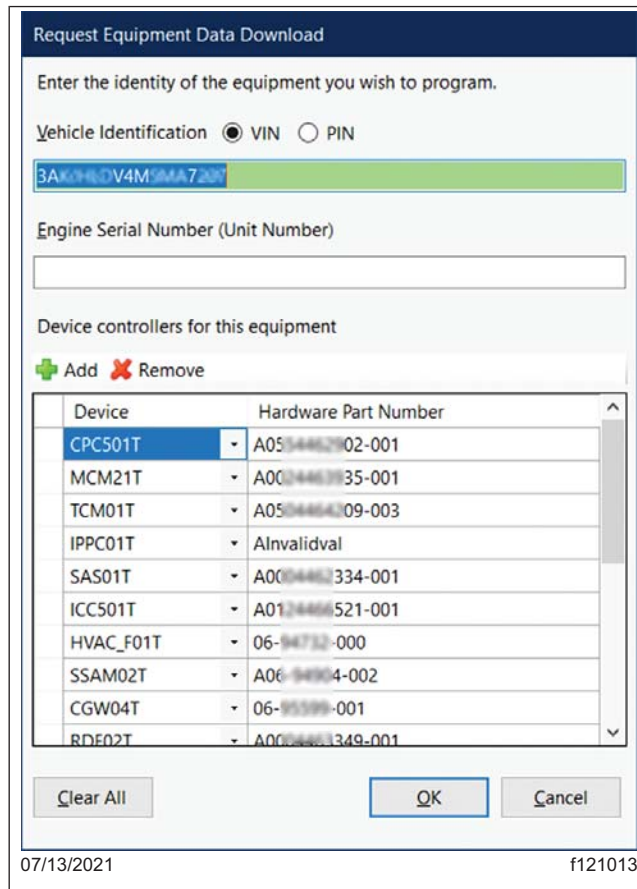 Request Equipment Data Download
Enter the identity of the equipment you wish to program.
Vehicle Identification VIN PIN
Engine Serial Number (Unit Number)
Device controllers for this equipment
Add Remove
Device Hardware Part Number
CPC501T
MCM21T
TCM01T
IPPC01T AInvalidval
SAS01T
ICC501T
HVAC_F01T
SSAM02T
CGW04T
RDF02T
Clear All OK Cancel
07/13/2021 f121013